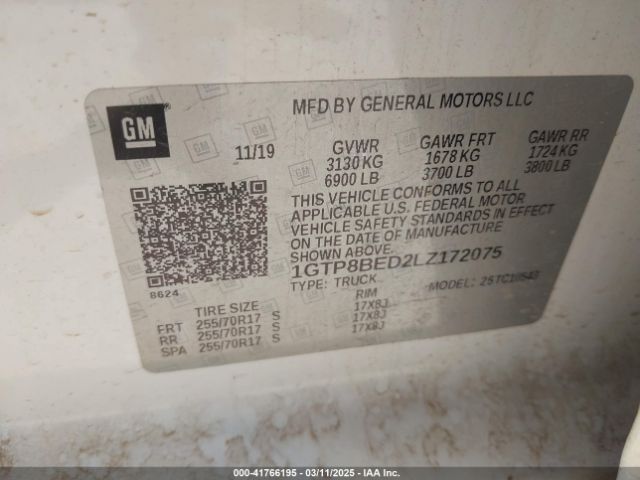 GM
MFD BY GENERAL MOTORS LLC
11/19 GVWR GAWR FRT GAWR RR
3130 KG 1678 KG 1724 KG
6900 LB 3700 LB 3800 LB
THIS VEHICLE CONFORMS TO ALL
APPLICABLE U.S. FEDERAL MOTOR
VEHICLE SAFETY STANDARDS IN EFFECT
ON THE DATE OF MANUFACTURE
SHOWN ABOVE.
1GTP8BED2LZ172075
TYPE: TRUCK MODEL:
8624
TIRE SIZE RIM
FRT 255/70R17 S 17X8J
RR 255/70R17 S 17X8J
SPA 255/70R17 S 17X8J
000-41766195 - 03/11/2025 - IAA Inc.